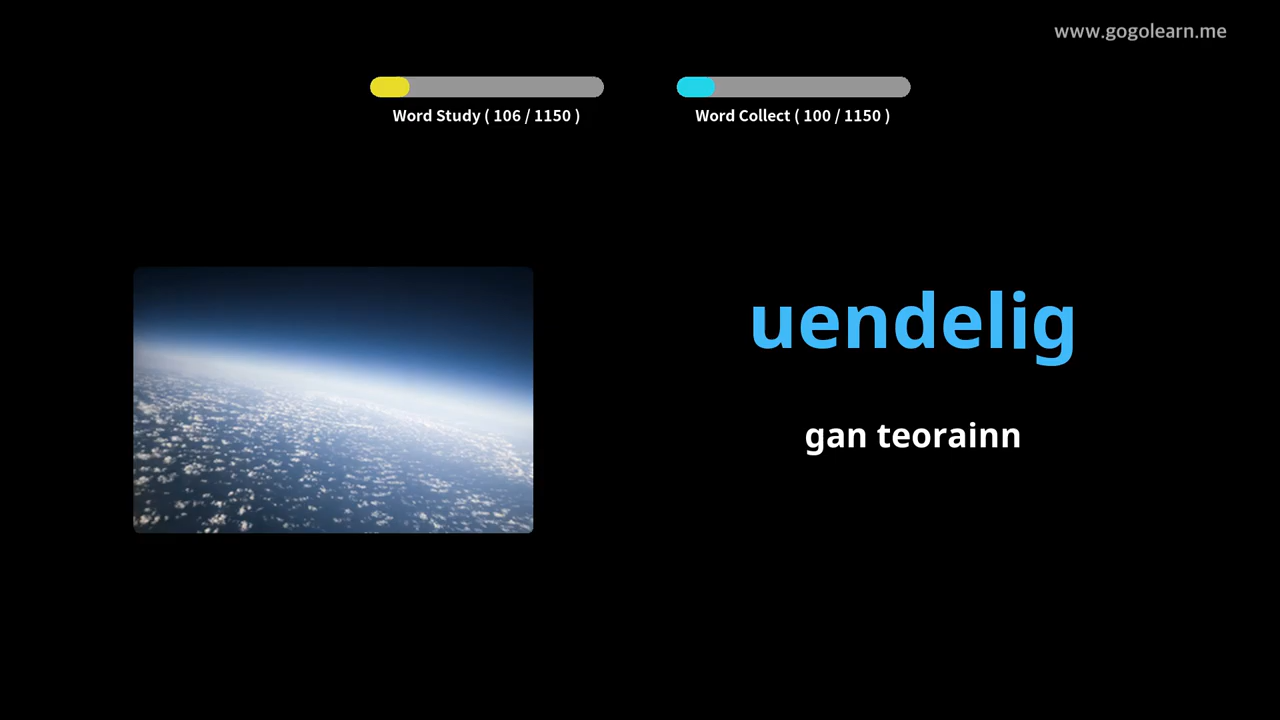 www.gogolearn.me
Word Study ( 106 / 1150 )
Word Collect ( 100 / 1150 )
uendelig
gan teorainn